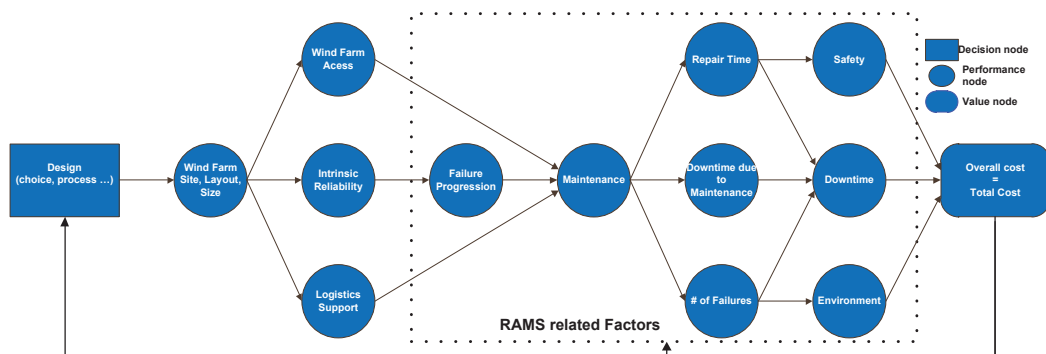 Wind Farm
Acess
Repair Time
Safety
Decision node
Performance
node
Value node
Design
(choice, process ...)
Wind Farm
Site, Layout,
Size
Intrinsic
Reliability
Failure
Progression
Maintenance
Downtime due
to
Maintenance
Downtime
Overall cost
=
Total Cost
Logistics
Support
# of Failures
Environment
RAMS related Factors